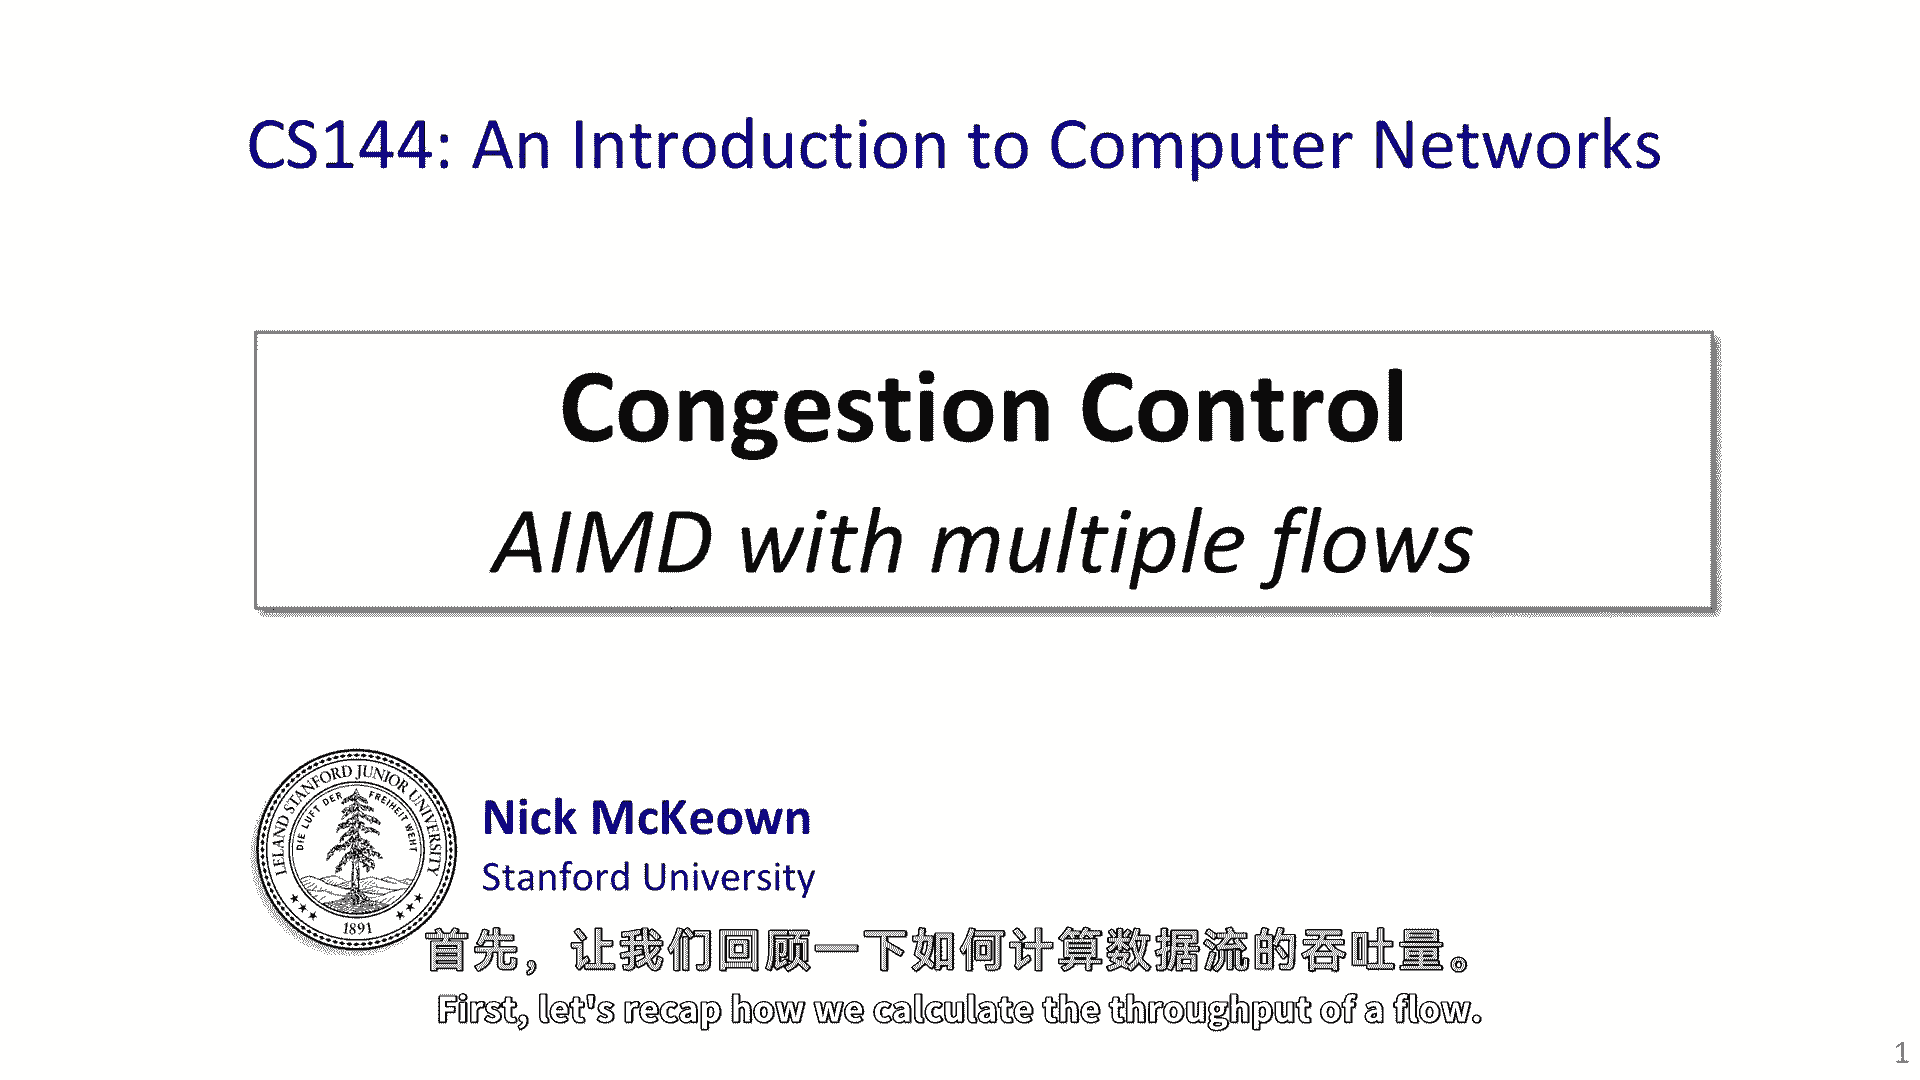 CS144: An Introduction to Computer Networks
Congestion Control
AIMD with multiple flows
LELAND STANFORD JUNIOR UNIVERSITY
DIE LUFT DER FREIHEIT WEHT
1891
Nick McKeown
Stanford University
首先，让我们回顾一下如何计算数据流的吞吐量。
First, let's recap how we calculate the throughput of a flow.
1